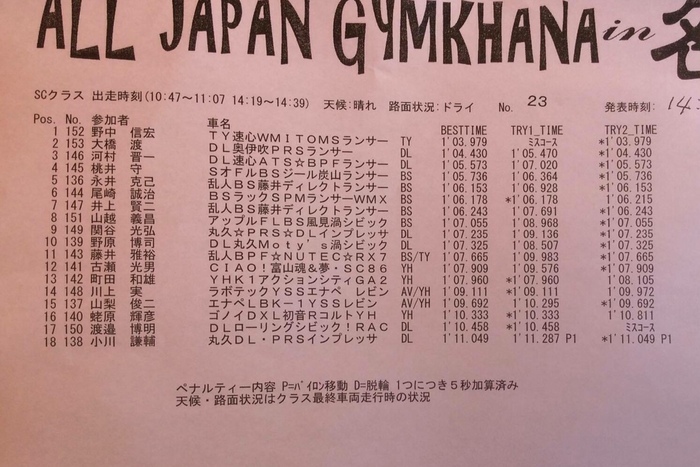 ALL JAPAN GYMKHANA in
SCクラス 出走時刻(10:47~11:07 14:19~14:39) 天候:晴れ 路面状況:ドライ No. 23 発表時刻:
Pos. No. 参加者 車名 BESTTIME TRY1_TIME TRY2_TIME
1 152 野中 信宏 TY速心WMITOMSランサー TY 1'03.979 ミスコース *1'03.979
2 153 大橋 渡 DL奥伊吹PRSランサー DL 1'04.430 1'05.470 *1'04.430
3 146 河村 晋一 DL速心ATS☆BPFランサー DL 1'05.573 1'07.020 *1'05.573
4 145 桃井 守 SオFルBSジール炭山ランサー BS 1'05.736 1'06.364 *1'05.736
5 136 永井 克己 乱人BS藤井ディレクトランサー BS 1'06.153 1'06.928 *1'06.153
6 144 尾崎 誠治 BSラックSPMランサーWMX BS 1'06.178 *1'06.178 1'06.215
7 147 井上 賢二 乱人BS藤井ディレクトランサー BS 1'06.243 1'07.691 *1'06.243
8 151 山越 義昌 アップルFLBSD風見渦シビック BS 1'07.055 1'08.968 *1'07.055
9 149 関谷 光弘 丸久☆PRS☆DLインプレッサ DL 1'07.235 1'09.136 *1'07.235
10 139 野原 博司 DL丸久Moty's渦シビック DL 1'07.325 1'08.507 *1'07.325
11 143 藤井 雅裕 乱人BPF☆NUTEC☆RX7 BS/TY 1'07.665 1'09.983 *1'07.665
12 141 古瀬 光男 CIAO!富山魂&夢・SC86 YH 1'07.909 1'09.576 *1'07.909
13 142 町田 和雄 YHK1アクションシティGA2 YH 1'07.960 *1'07.960 1'08.105
14 148 川上 実 ラボテックYSSエナペ レビン AV/YH 1'09.111 *1'09.111 1'09.972
15 137 山梨 俊二 エナペLBK-1YSSレビン AV/YH 1'09.692 1'10.295 *1'09.692
16 140 蛯原 輝彦 ゴノイDXL初音RコルトYH YH 1'10.333 *1'10.333 1'10.811
17 150 渡邉 博明 DLローリングシビック!RAC DL 1'10.458 *1'10.458 ミスコース
18 138 小川 謙輔 丸久DL・PRSインプレッサ DL 1'11.049 1'11.287 P1 *1'11.049 P1
ペナルティー内容 P=パイロン移動 D=脱輪 1つにつき5秒加算済み
天候・路面状況はクラス最終車両走行時の状況